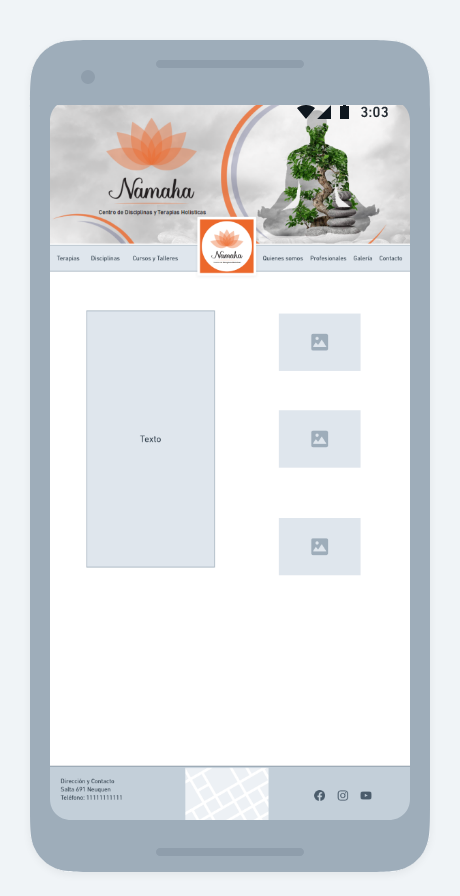 3:03
Namaha
Centro de Disciplinas y Terapias Holísticas
Terapias Disciplinas Cursos y Talleres
Namaha
Quienes somos Profesionales Galería Contacto
Texto
Dirección y Contacto
Salta 691 Neuquen
Teléfono: 11111111111